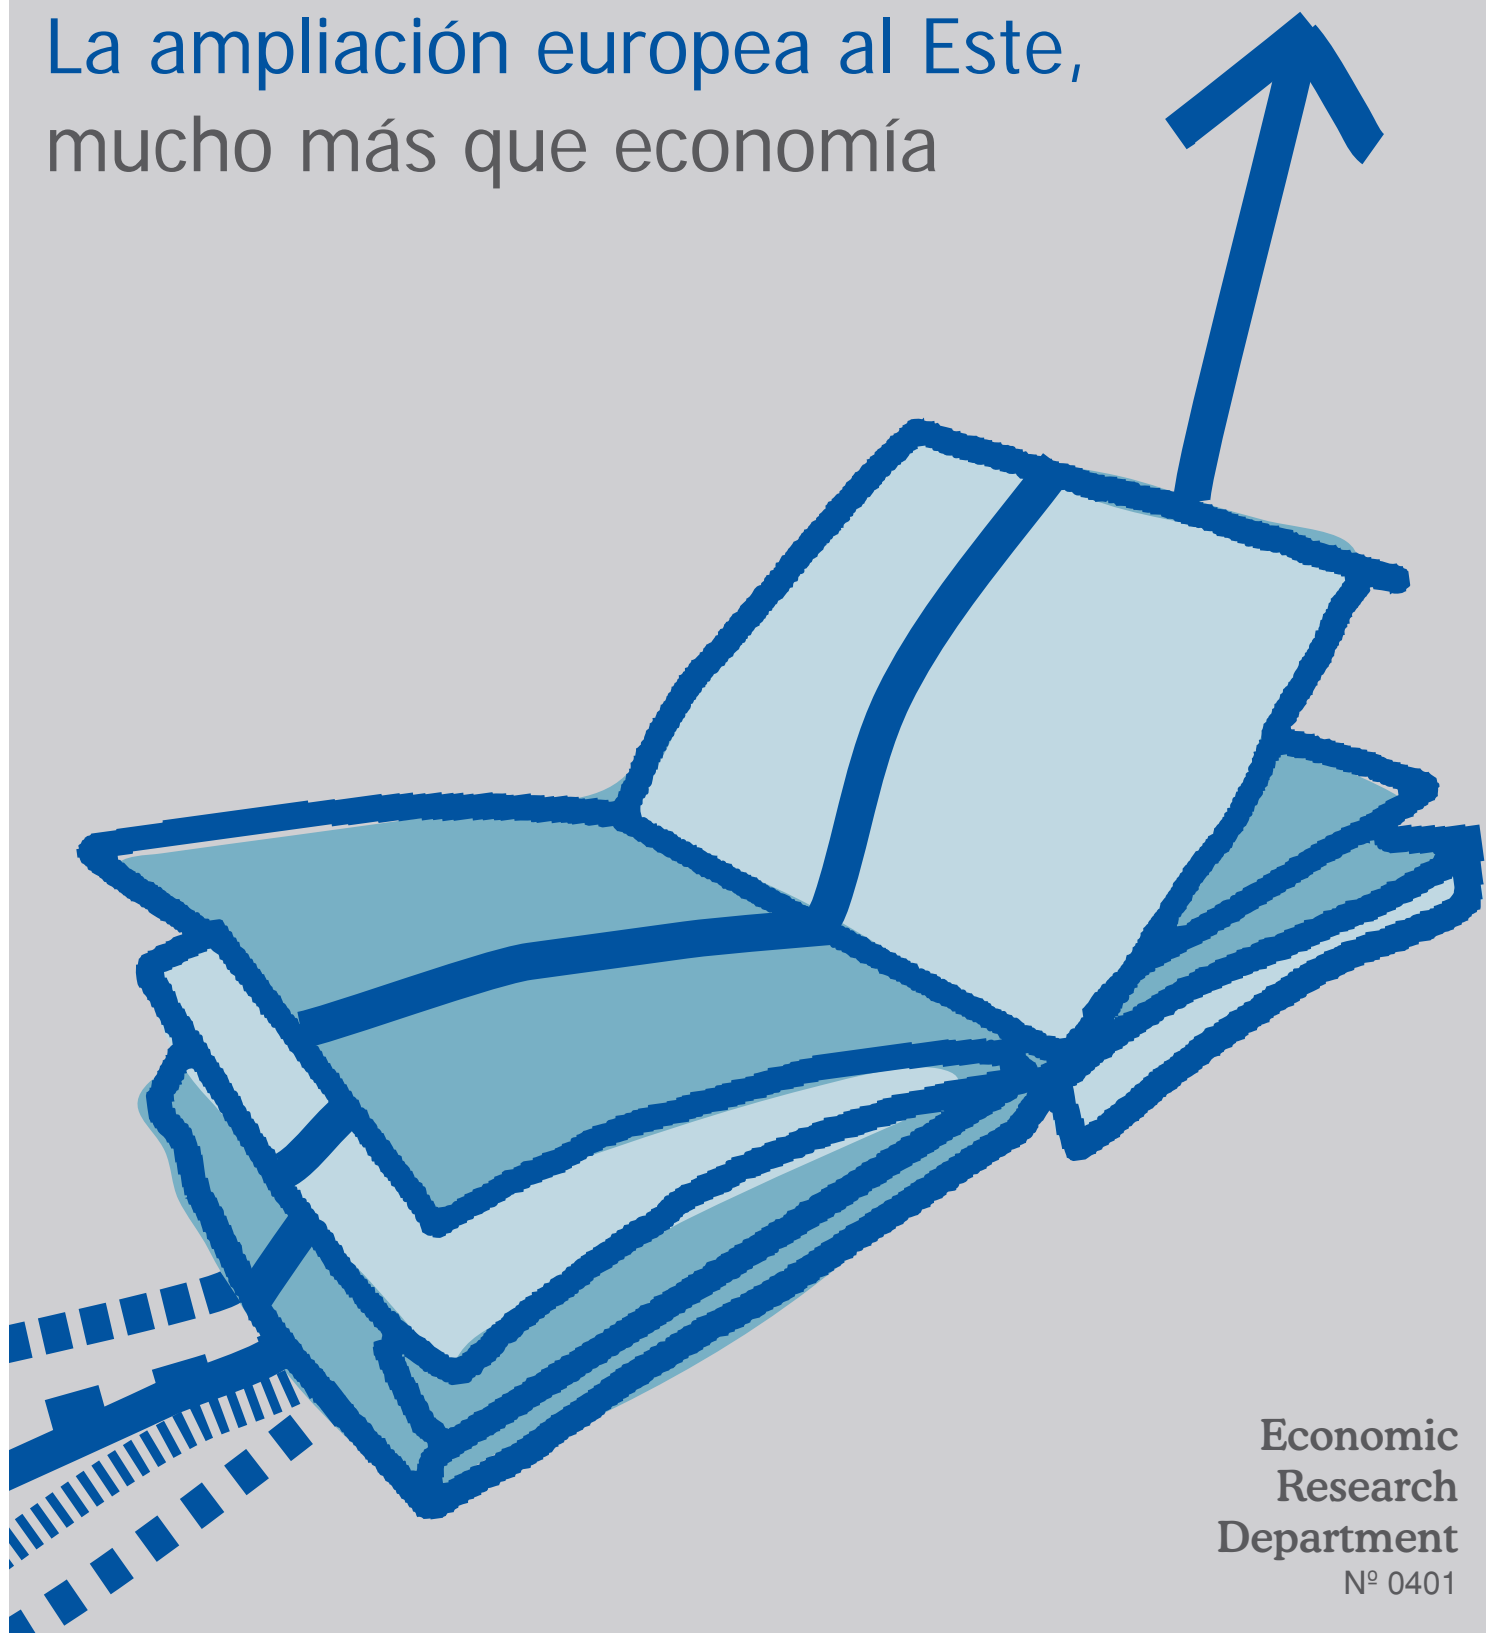 La ampliación europea al Este,
mucho más que economía
Economic
Research
Department
Nº 0401